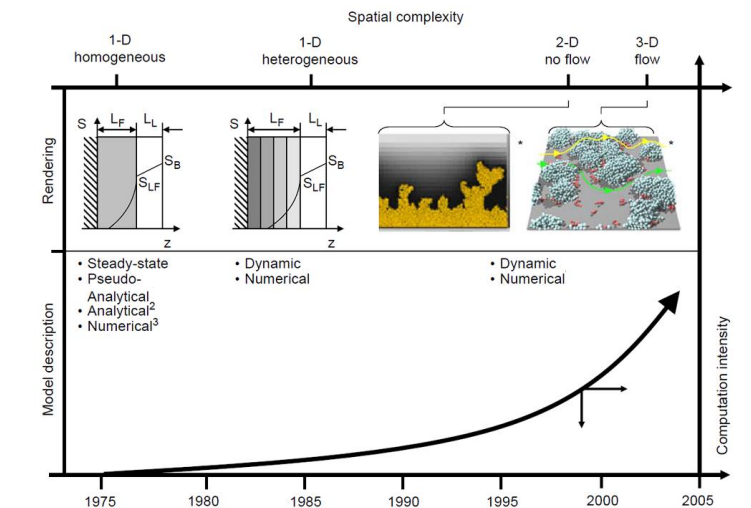 Spatial complexity
1-D
homogeneous
1-D
heterogeneous
2-D
no flow
3-D
flow
Rendering
S
LF
LL
SB
SLF
z
S
LF
LL
SB
SLF
z
*
*
Model description
• Steady-state
• Pseudo-
Analytical
• Analytical2
• Numerical3
• Dynamic
• Numerical
• Dynamic
• Numerical
Computation intensity
1975
1980
1985
1990
1995
2000
2005